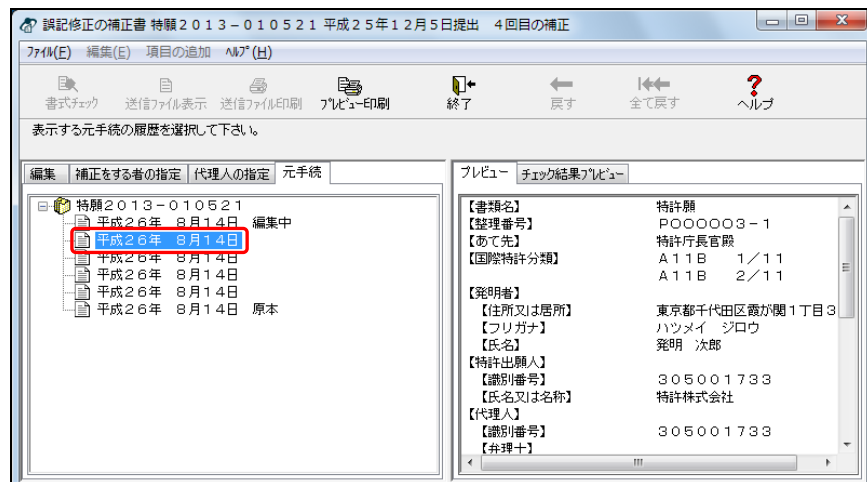 誤記修正の補正書 特願２０１３－０１０５２１ 平成２５年１２月５日提出　４回目の補正
ﾌｧｲﾙ(F)　編集(E)　項目の追加　ﾍﾙﾌﾟ(H)
書式ﾁｪｯｸ　送信ﾌｧｲﾙ表示　送信ﾌｧｲﾙ印刷　ﾌﾟﾚﾋﾞｭｰ印刷　終了　戻す　全て戻す　ヘルプ
表示する元手続の履歴を選択して下さい。
編集　補正をする者の指定　代理人の指定　元手続
特願２０１３－０１０５２１
平成２６年　８月１４日　編集中
平成２６年　８月１４日
平成２６年　８月１４日
平成２６年　８月１４日
平成２６年　８月１４日
平成２６年　８月１４日　原本
プレビュー　チェック結果ﾌﾟﾚﾋﾞｭｰ
【書類名】　特許願
【整理番号】　Ｐ０００００３－１
【あて先】　特許庁長官殿
【国際特許分類】　Ａ１１Ｂ　１／１１
Ａ１１Ｂ　２／１１
【発明者】
【住所又は居所】　東京都千代田区霞が関１丁目３
【フリガナ】　ハツメイ　ジロウ
【氏名】　発明　次郎
【特許出願人】
【識別番号】　３０５００１７３３
【氏名又は名称】　特許株式会社
【代理人】
【識別番号】　３０５００１７３３